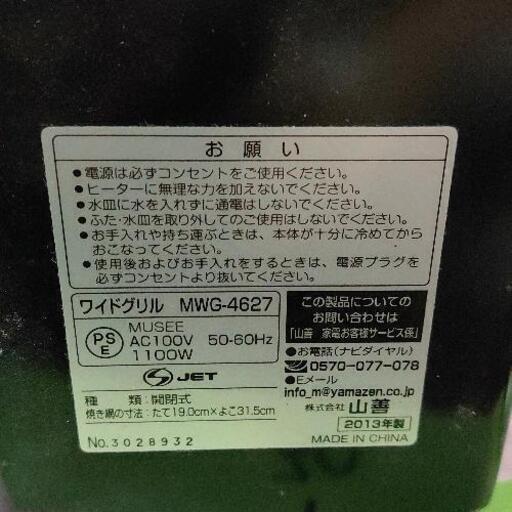 お願い
●電源は必ずコンセントをご使用ください。
●ヒーターに無理な力を加えないでください。
●水皿に水を入れずに通電はしないでください。
●ふた・水皿を取り外してのご使用はしないでください。
●お手入れや持ち運ぶときは、本体が十分に冷めてから
おこなってください。
●使用後およびお手入れをするときは、電源プラグを
必ずコンセントより抜いてください。
ワイドグリル MWG-4627
PS
E
MUSEE
AC100V 50-60Hz
1100W
JET
種 類：開閉式
焼き網の寸法：たて19.0cm×よこ31.5cm
No.3028932
この製品についての
お問い合わせは
「山善 家電お客様サービス係」
●お電話(ナビダイヤル)
0570-077-078
●Eメール
info_m@yamazen.co.jp
株式会社 山善
2013年製
MADE IN CHINA